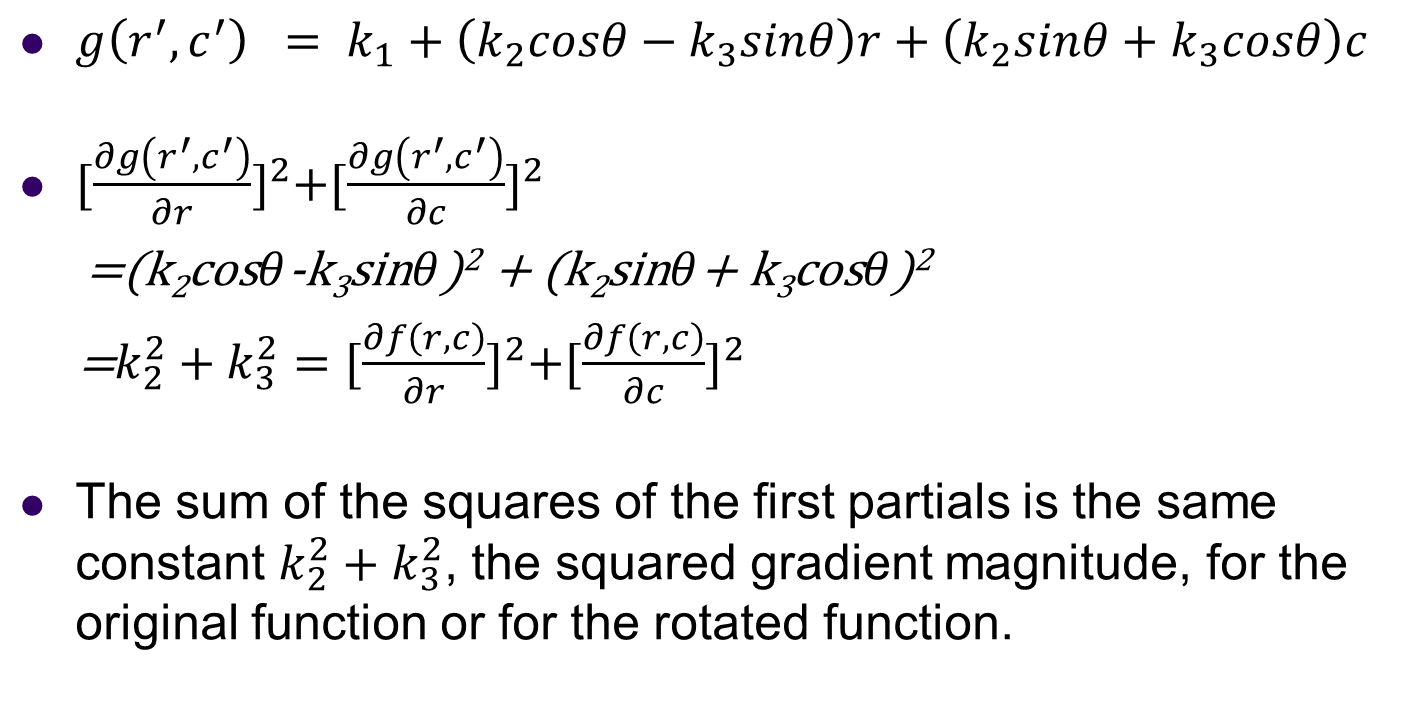 • g(r′,c′) = k₁ + (k₂cosθ − k₃sinθ)r + (k₂sinθ + k₃cosθ)c
• [∂g(r′,c′)/∂r]²+[∂g(r′,c′)/∂c]²
=(k₂cosθ -k₃sinθ )² + (k₂sinθ + k₃cosθ )²
=k₂² + k₃² = [∂f(r,c)/∂r]²+[∂f(r,c)/∂c]²
• The sum of the squares of the first partials is the same
constant k₂² + k₃², the squared gradient magnitude, for the
original function or for the rotated function.